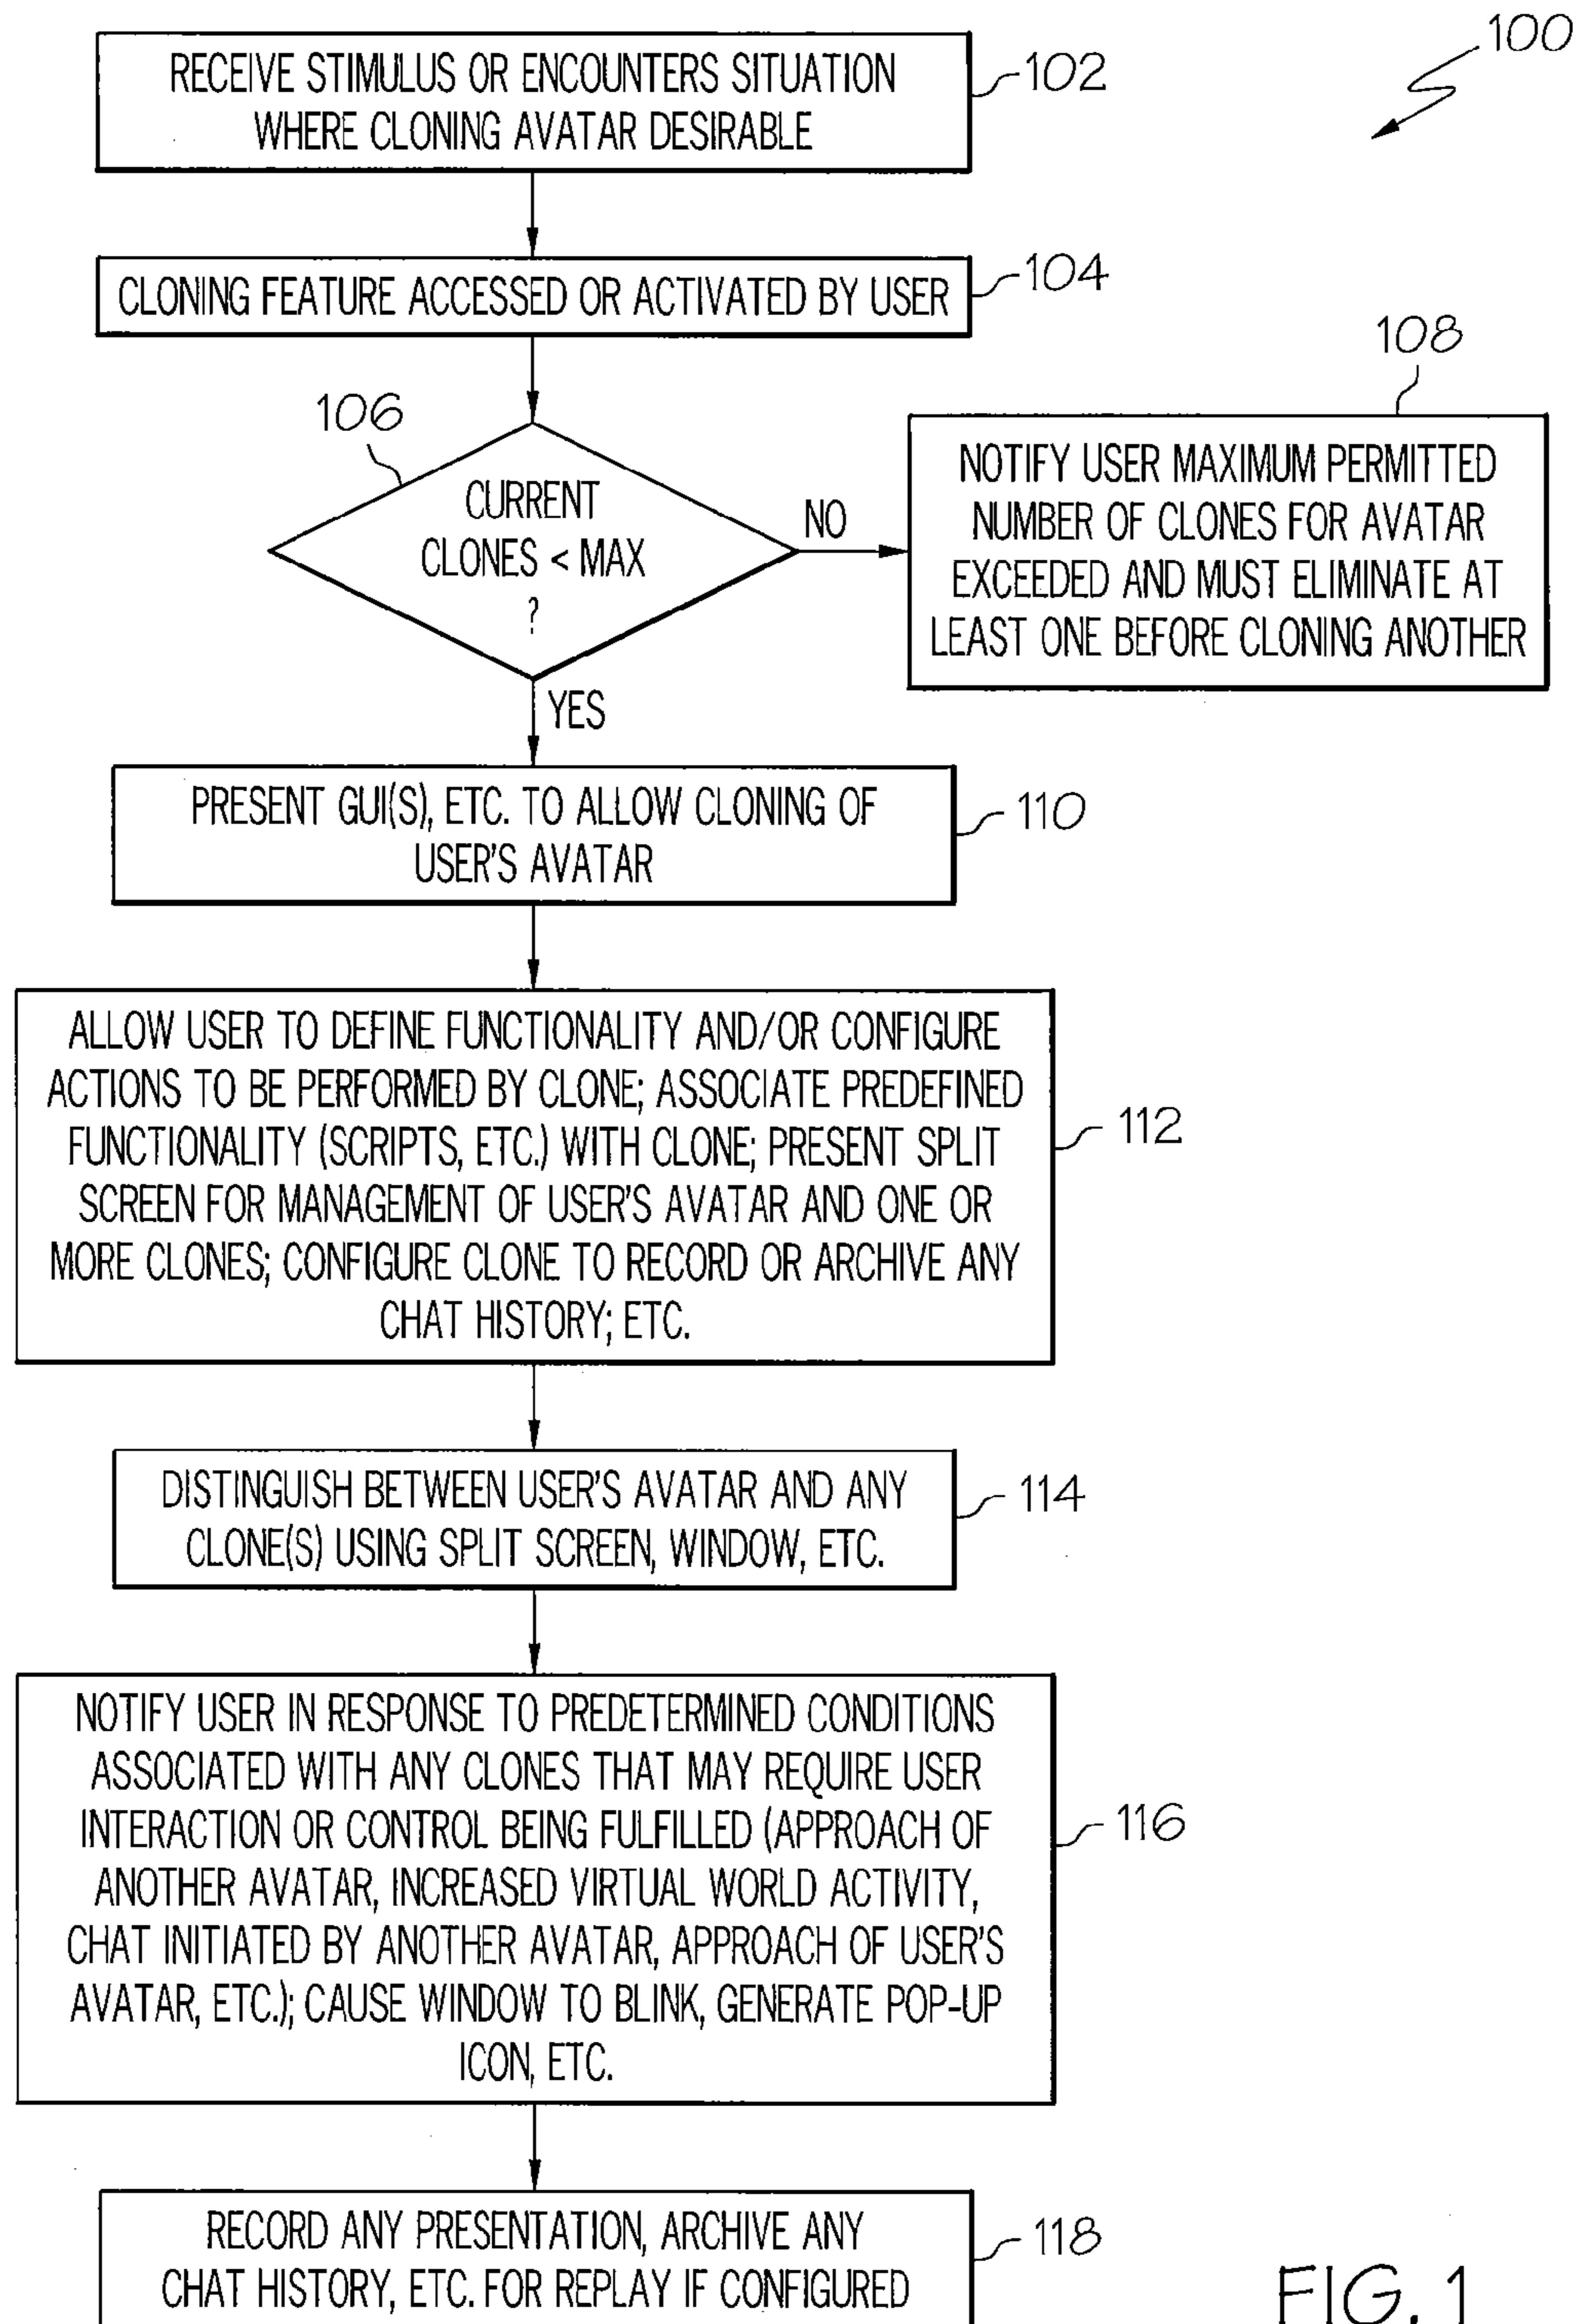 100
RECEIVE STIMULUS OR ENCOUNTERS SITUATION
WHERE CLONING AVATAR DESIRABLE
102
CLONING FEATURE ACCESSED OR ACTIVATED BY USER
104
106
CURRENT
CLONES < MAX
?
NO
108
NOTIFY USER MAXIMUM PERMITTED
NUMBER OF CLONES FOR AVATAR
EXCEEDED AND MUST ELIMINATE AT
LEAST ONE BEFORE CLONING ANOTHER
YES
PRESENT GUI(S), ETC. TO ALLOW CLONING OF
USER'S AVATAR
110
ALLOW USER TO DEFINE FUNCTIONALITY AND/OR CONFIGURE
ACTIONS TO BE PERFORMED BY CLONE; ASSOCIATE PREDEFINED
FUNCTIONALITY (SCRIPTS, ETC.) WITH CLONE; PRESENT SPLIT
SCREEN FOR MANAGEMENT OF USER'S AVATAR AND ONE OR
MORE CLONES; CONFIGURE CLONE TO RECORD OR ARCHIVE ANY
CHAT HISTORY; ETC.
112
DISTINGUISH BETWEEN USER'S AVATAR AND ANY
CLONE(S) USING SPLIT SCREEN, WINDOW, ETC.
114
NOTIFY USER IN RESPONSE TO PREDETERMINED CONDITIONS
ASSOCIATED WITH ANY CLONES THAT MAY REQUIRE USER
INTERACTION OR CONTROL BEING FULFILLED (APPROACH OF
ANOTHER AVATAR, INCREASED VIRTUAL WORLD ACTIVITY,
CHAT INITIATED BY ANOTHER AVATAR, APPROACH OF USER'S
AVATAR, ETC.); CAUSE WINDOW TO BLINK, GENERATE POP-UP
ICON, ETC.
116
RECORD ANY PRESENTATION, ARCHIVE ANY
CHAT HISTORY, ETC. FOR REPLAY IF CONFIGURED
118
FIG. 1